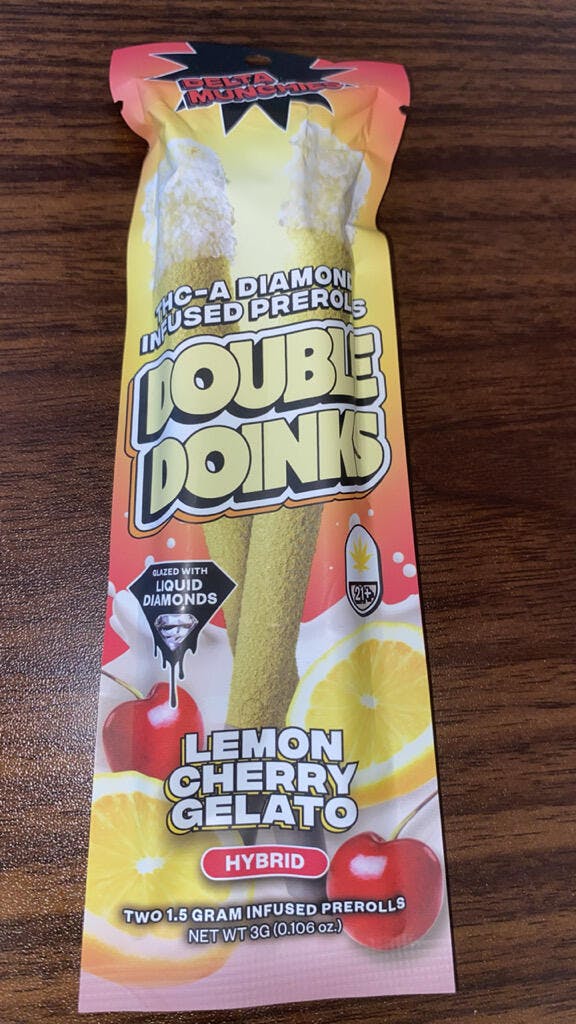 DELTA
MUNCHIES
THC-A DIAMOND
INFUSED PREROLLS
DOUBLE
DOINKS
GLAZED WITH
LIQUID
DIAMONDS
21+
LEMON
CHERRY
GELATO
HYBRID
TWO 1.5 GRAM INFUSED PREROLLS
NET WT 3G (0.106 oz.)